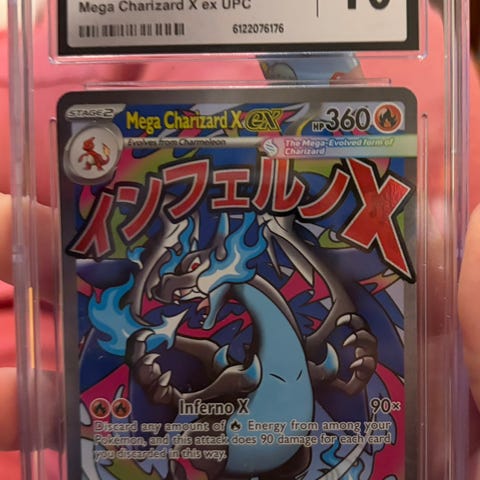 Mega Charizard X ex UPC
10
6122076176
STAGE2
Mega Charizard X ex
HP 360
Evolves from Charmeleon
The Mega-Evolved form of
Charizard
インフェルノX
Inferno X 90×
Discard any amount of Energy from among your
Pokémon, and this attack does 90 damage for each card
you discarded in this way.